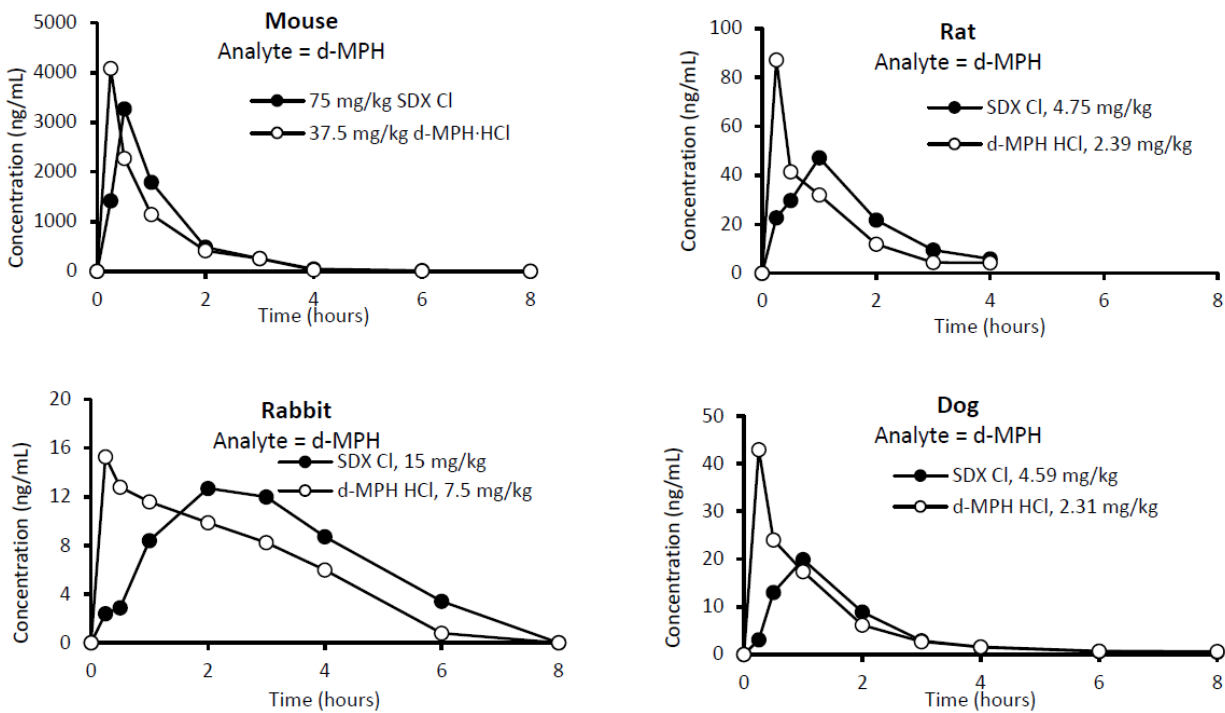 Mouse
Analyte = d-MPH
75 mg/kg SDX Cl
37.5 mg/kg d-MPH·HCl
Concentration (ng/mL)
5000
4000
3000
2000
1000
0
0 2 4 6 8
Time (hours)
Rat
Analyte = d-MPH
SDX Cl, 4.75 mg/kg
d-MPH HCl, 2.39 mg/kg
Concentration (ng/mL)
100
80
60
40
20
0
0 2 4 6 8
Time (hours)
Rabbit
Analyte = d-MPH
SDX Cl, 15 mg/kg
d-MPH HCl, 7.5 mg/kg
Concentration (ng/mL)
20
16
12
8
4
0
0 2 4 6 8
Time (hours)
Dog
Analyte = d-MPH
SDX Cl, 4.59 mg/kg
d-MPH HCl, 2.31 mg/kg
Concentration (ng/mL)
50
40
30
20
10
0
0 2 4 6 8
Time (hours)